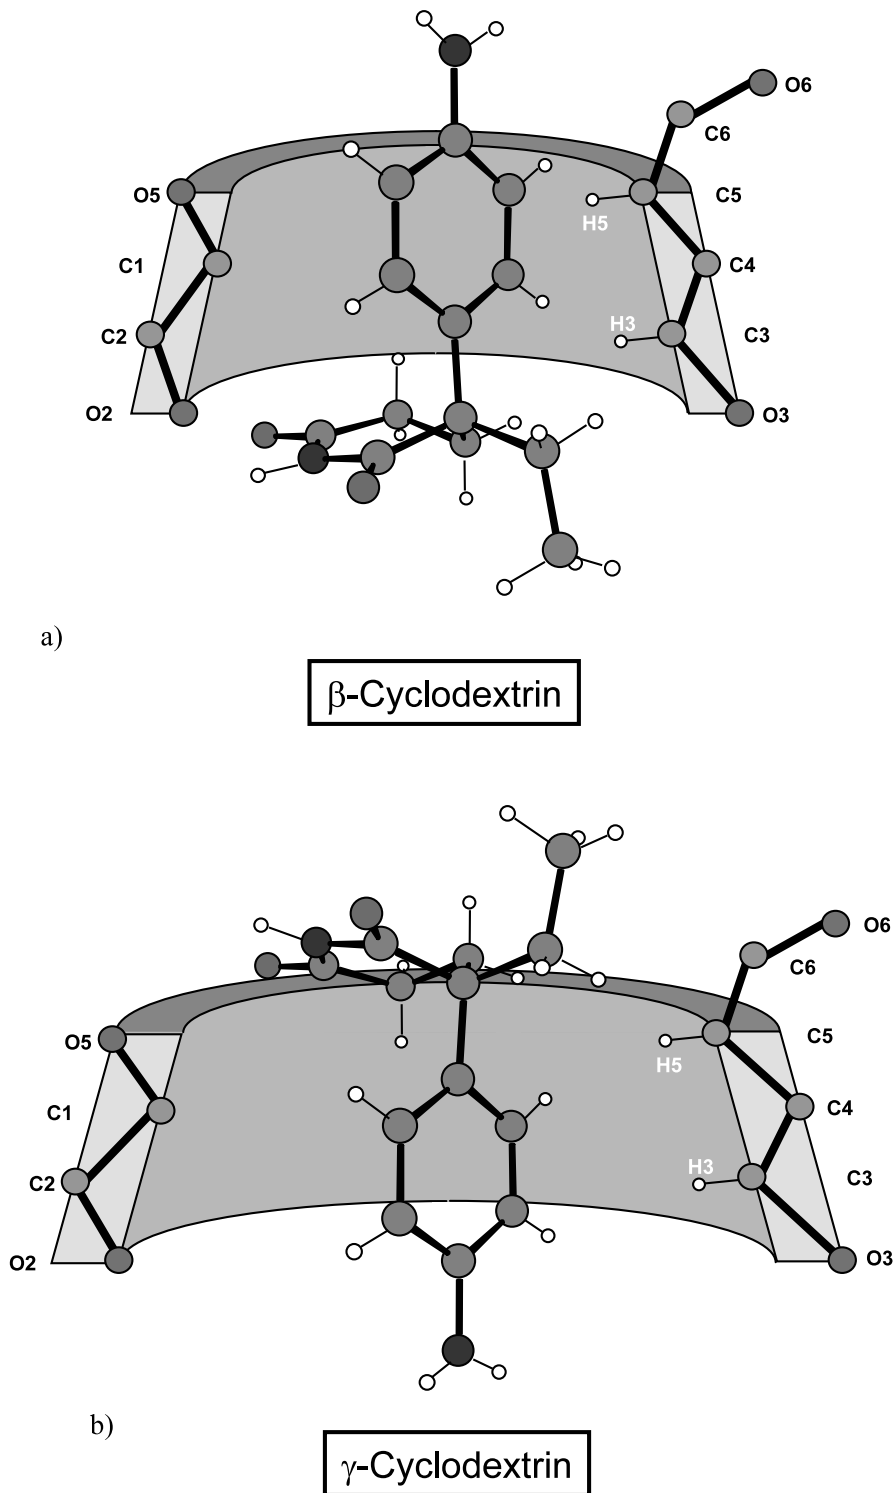 O6
C6
O5
C5
H5
C1
C4
C2
H3
C3
O2
O3
a)
β-Cyclodextrin
O6
C6
O5
C5
H5
C1
C4
H3
C3
C2
O2
O3
b)
γ-Cyclodextrin